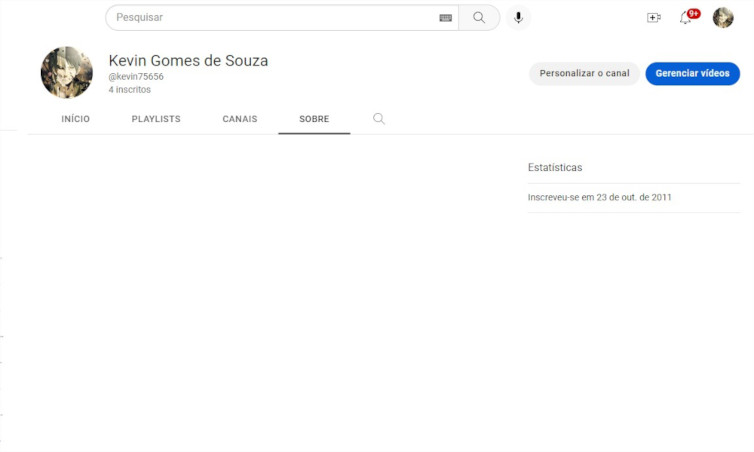 Pesquisar
9+
Kevin Gomes de Souza
@kevin75656
4 inscritos
Personalizar o canal
Gerenciar vídeos
INÍCIO PLAYLISTS CANAIS SOBRE
Estatísticas
Inscreveu-se em 23 de out. de 2011